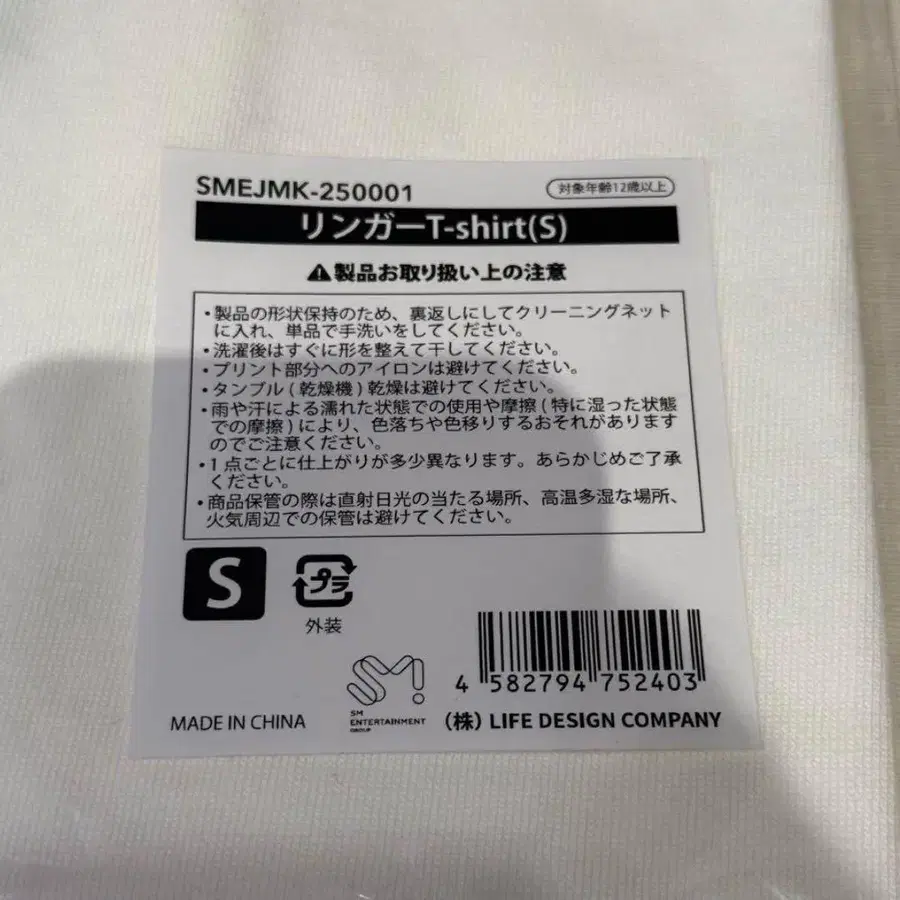 SMEJMK-250001
対象年齢12歳以上
リンガーT-shirt(S)
⚠製品お取り扱い上の注意
・製品の形状保持のため、裏返しにしてクリーニングネット
に入れ、単品で手洗いをしてください。
・洗濯後はすぐに形を整えて干してください。
・プリント部分へのアイロンは避けてください。
・タンブル(乾燥機)乾燥は避けてください。
・雨や汗による濡れた状態での使用や摩擦(特に湿った状態
での摩擦)により、色落ちや色移りするおそれがあります
のでご注意ください。
・1点ごとに仕上がりが多少異なります。あらかじめご了承
ください。
・商品保管の際は直射日光の当たる場所、高温多湿な場所、
火気周辺での保管は避けてください。
S
プラ
外装
SM!
SM
ENTERTAINMENT
GROUP
4 582794 752403
MADE IN CHINA
(株) LIFE DESIGN COMPANY